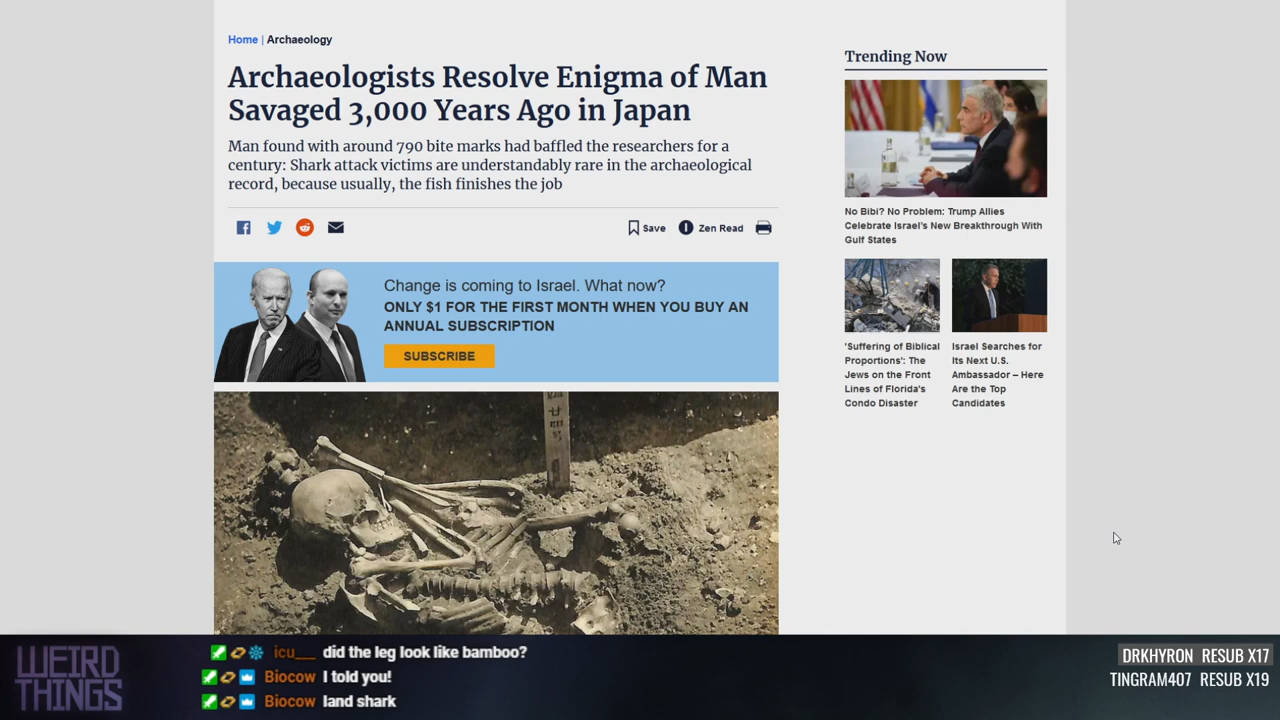 Home | Archaeology
Archaeologists Resolve Enigma of Man
Savaged 3,000 Years Ago in Japan
Man found with around 790 bite marks had baffled the researchers for a
century: Shark attack victims are understandably rare in the archaeological
record, because usually, the fish finishes the job
Save
Zen Read
Change is coming to Israel. What now?
ONLY $1 FOR THE FIRST MONTH WHEN YOU BUY AN
ANNUAL SUBSCRIPTION
SUBSCRIBE
Trending Now
No Bibi? No Problem: Trump Allies
Celebrate Israel's New Breakthrough With
Gulf States
'Suffering of Biblical
Proportions': The
Jews on the Front
Lines of Florida's
Condo Disaster
Israel Searches for
Its Next U.S.
Ambassador – Here
Are the Top
Candidates
WEIRD
THINGS
icu___ did the leg look like bamboo?
Biocow I told you!
Biocow land shark
DRKHYRON RESUB X17
TINGRAM407 RESUB X19